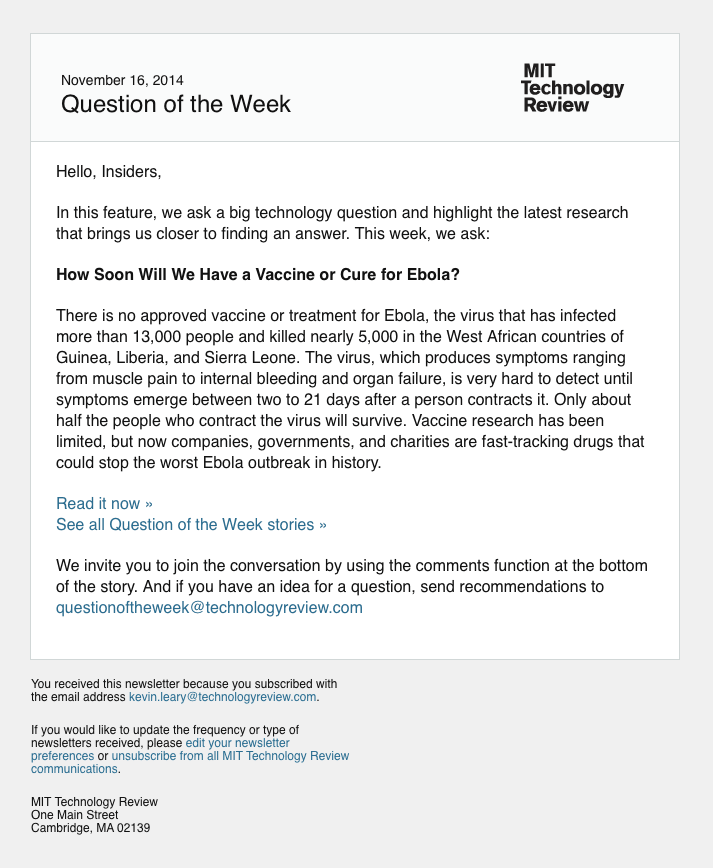 November 16, 2014
Question of the Week
MIT
Technology
Review
Hello, Insiders,
In this feature, we ask a big technology question and highlight the latest research
that brings us closer to finding an answer. This week, we ask:
How Soon Will We Have a Vaccine or Cure for Ebola?
There is no approved vaccine or treatment for Ebola, the virus that has infected
more than 13,000 people and killed nearly 5,000 in the West African countries of
Guinea, Liberia, and Sierra Leone. The virus, which produces symptoms ranging
from muscle pain to internal bleeding and organ failure, is very hard to detect until
symptoms emerge between two to 21 days after a person contracts it. Only about
half the people who contract the virus will survive. Vaccine research has been
limited, but now companies, governments, and charities are fast-tracking drugs that
could stop the worst Ebola outbreak in history.
Read it now »
See all Question of the Week stories »
We invite you to join the conversation by using the comments function at the bottom
of the story. And if you have an idea for a question, send recommendations to
questionoftheweek@technologyreview.com
You received this newsletter because you subscribed with
the email address kevin.leary@technologyreview.com.
If you would like to update the frequency or type of
newsletters received, please edit your newsletter
preferences or unsubscribe from all MIT Technology Review
communications.
MIT Technology Review
One Main Street
Cambridge, MA 02139